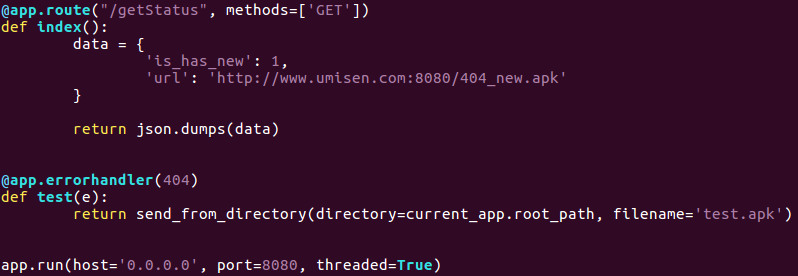 @app.route("/getStatus", methods=['GET'])
def index():
        data = {
                'is_has_new': 1,
                'url': 'http://www.umisen.com:8080/404_new.apk'
        }
        return json.dumps(data)
@app.errorhandler(404)
def test(e):
        return send_from_directory(directory=current_app.root_path, filename='test.apk')
app.run(host='0.0.0.0', port=8080, threaded=True)